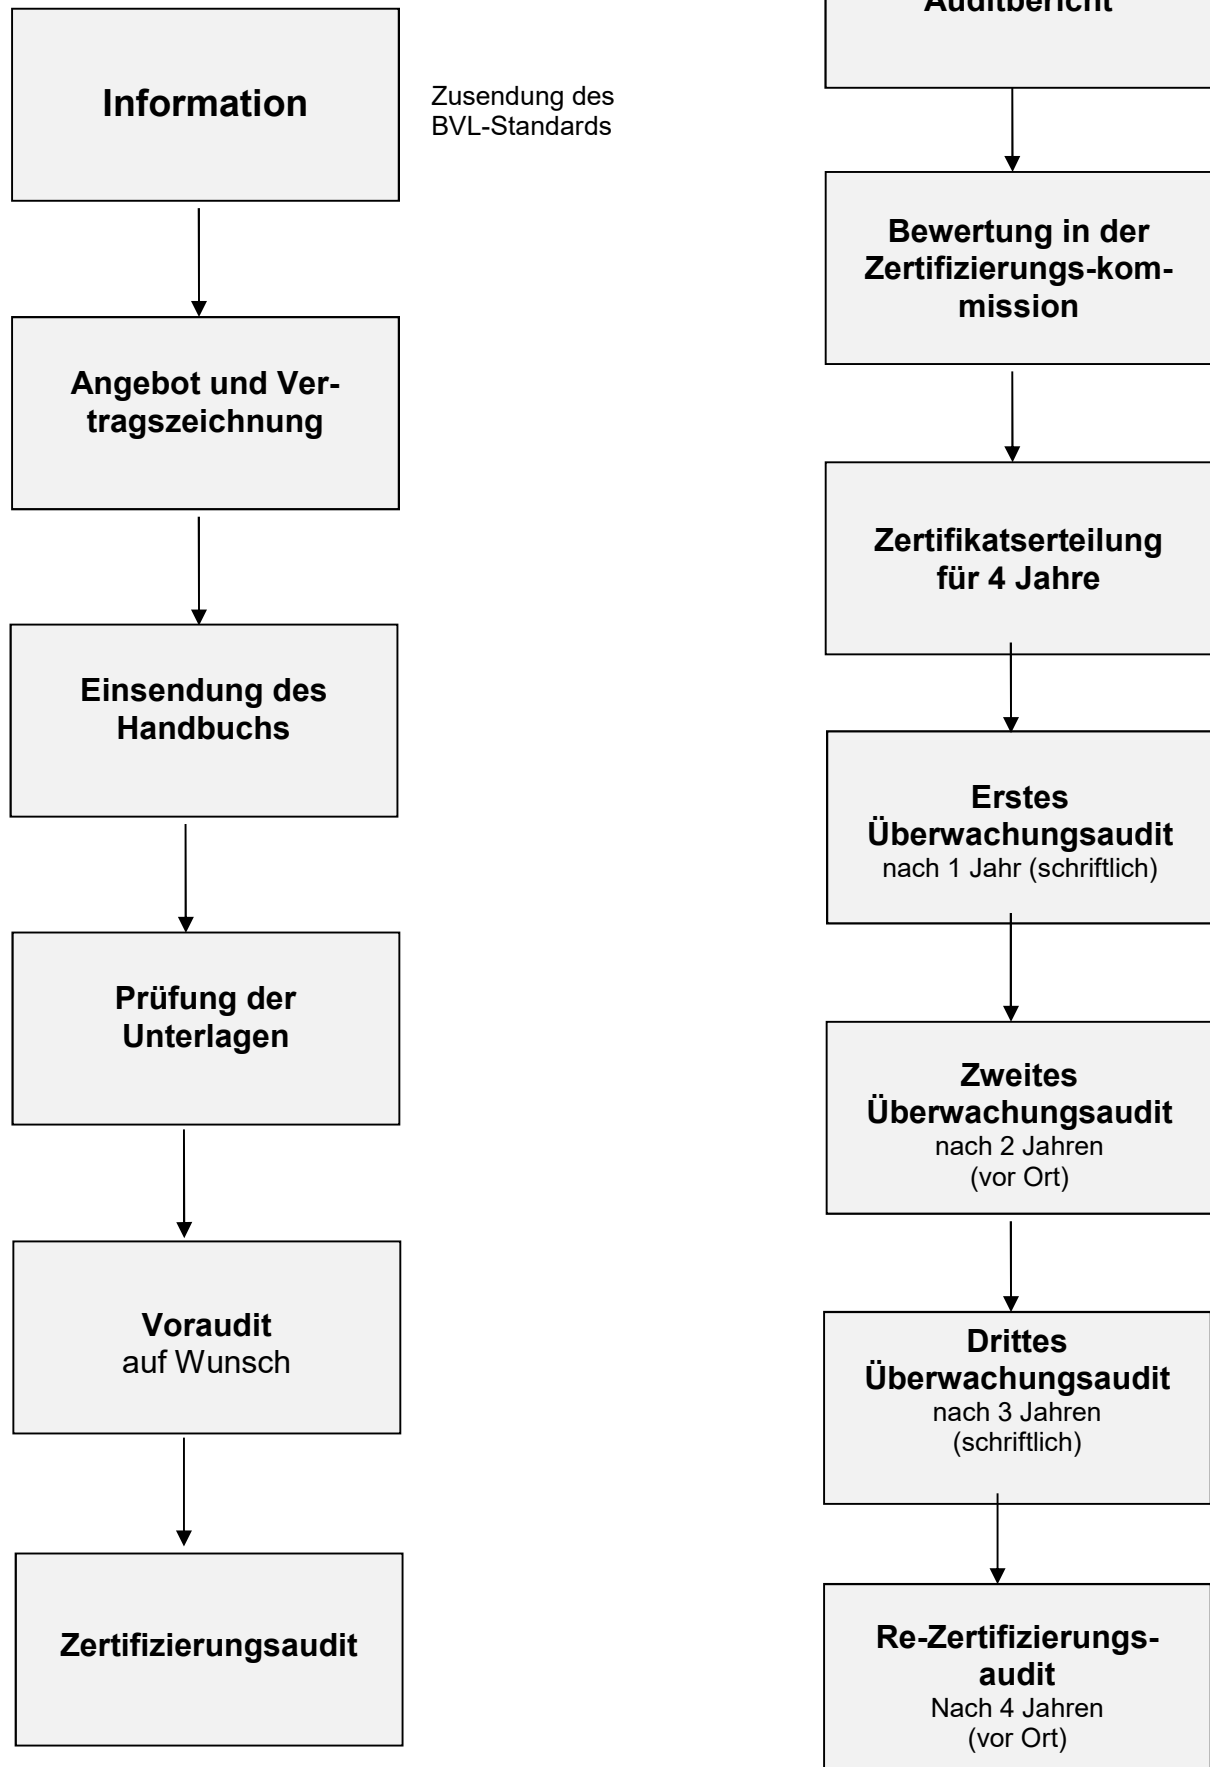 Information
Zusendung des
BVL-Standards
Angebot und Ver-
tragszeichnung
Einsendung des
Handbuchs
Prüfung der
Unterlagen
Voraudit
auf Wunsch
Zertifizierungsaudit
Auditbericht
Bewertung in der
Zertifizierungs-kom-
mission
Zertifikatserteilung
für 4 Jahre
Erstes
Überwachungsaudit
nach 1 Jahr (schriftlich)
Zweites
Überwachungsaudit
nach 2 Jahren
(vor Ort)
Drittes
Überwachungsaudit
nach 3 Jahren
(schriftlich)
Re-Zertifizierungs-
audit
Nach 4 Jahren
(vor Ort)